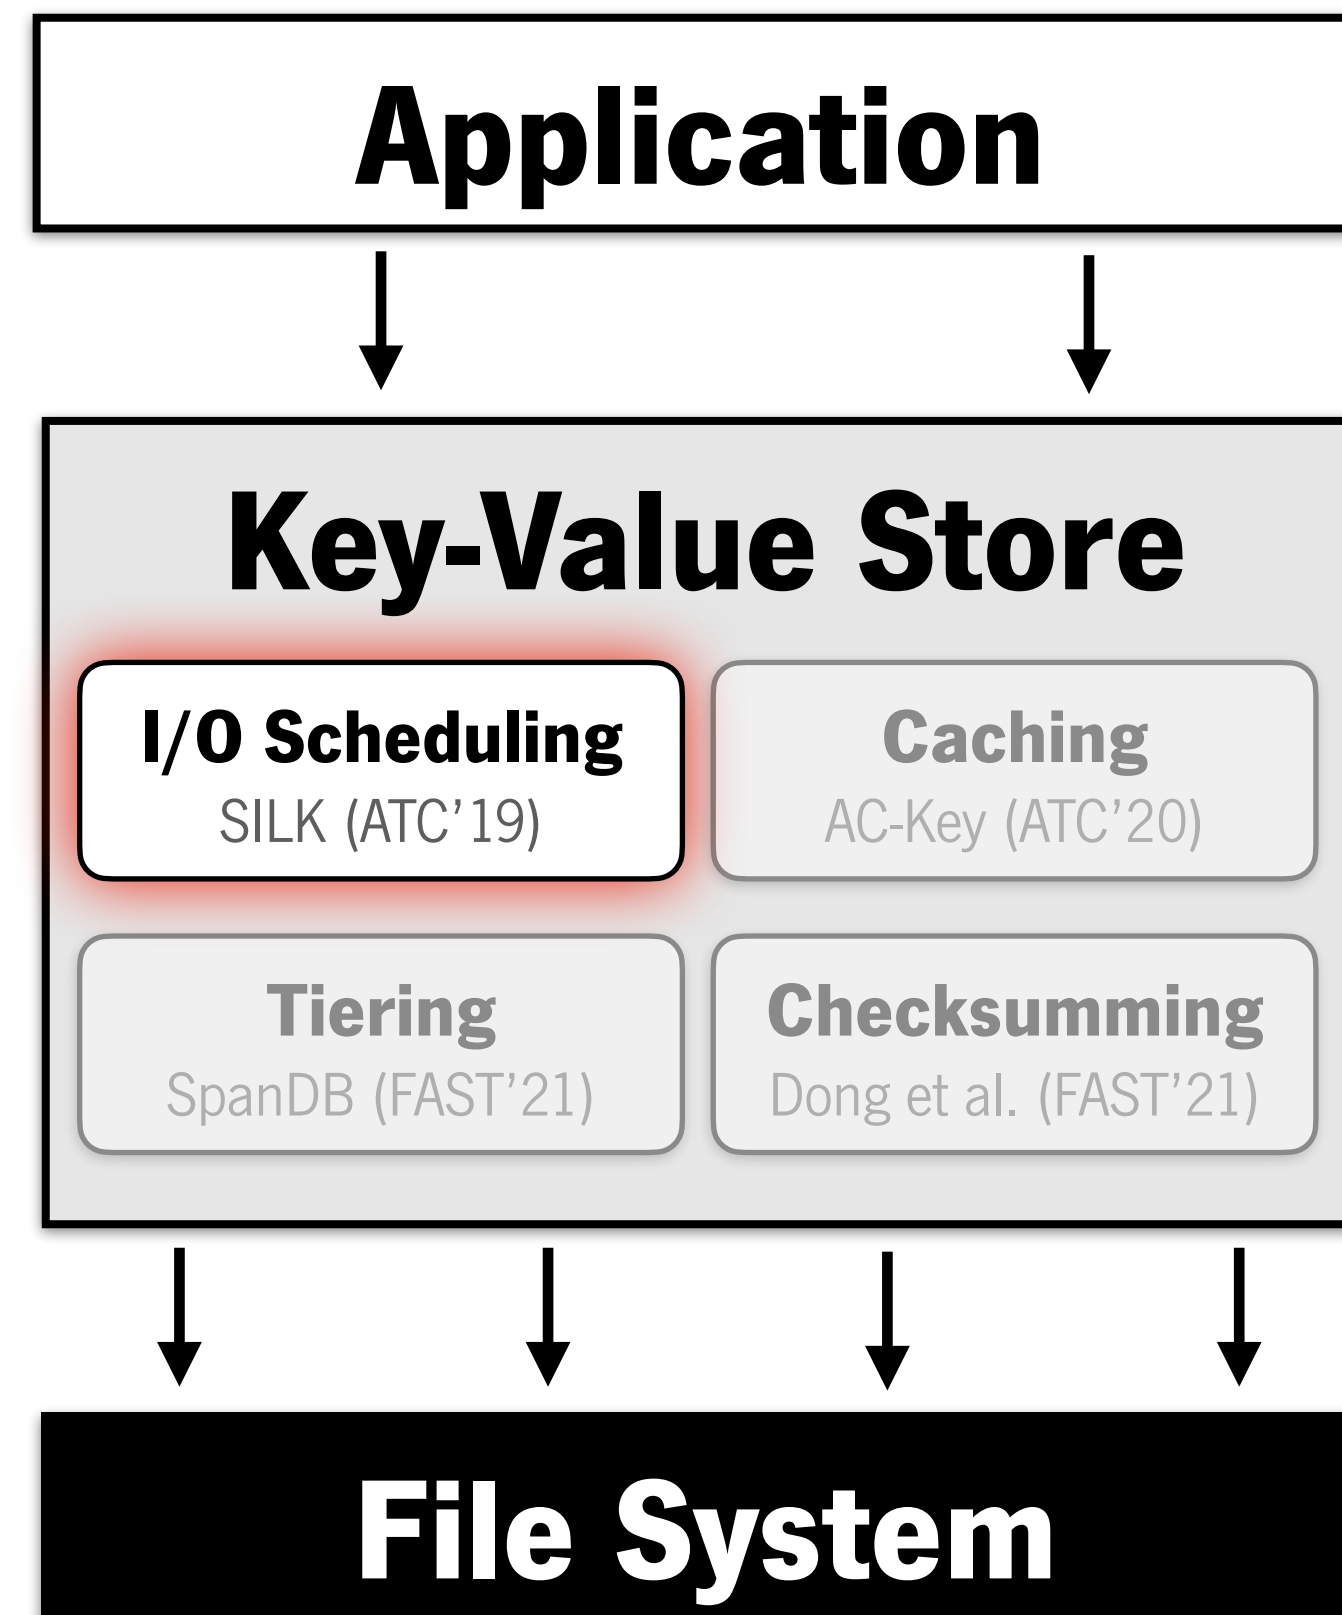 Application
Key-Value Store
I/O Scheduling
SILK (ATC’19)
Caching
AC-Key (ATC’20)
Tiering
SpanDB (FAST’21)
Checksumming
Dong et al. (FAST’21)
File System